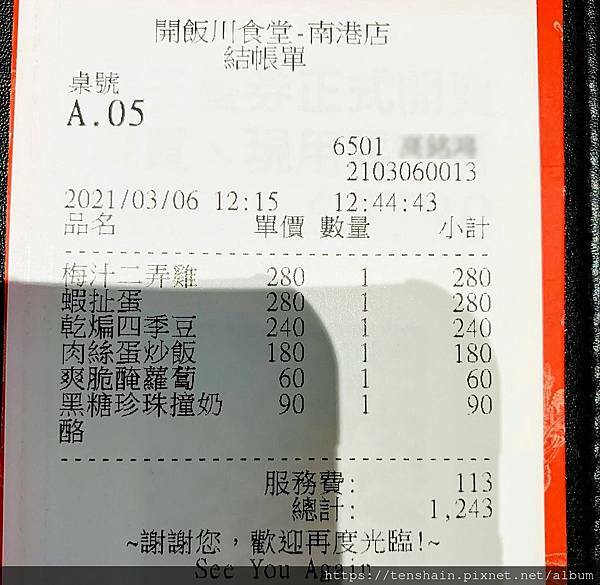 開飯川食堂-南港店
結帳單
桌號
A.05
6501
2103060013
2021/03/06 12:15 12:44:43
品名 單價 數量 小計
梅汁二弄雞 280 1 280
蝦扯蛋 280 1 280
乾煸四季豆 240 1 240
肉絲蛋炒飯 180 1 180
爽脆醃蘿蔔 60 1 60
黑糖珍珠撞奶 90 1 90
酪
服務費: 113
總計: 1,243
~謝謝您，歡迎再度光臨!~
See You Again
https://tenshain.pixnet.net/album